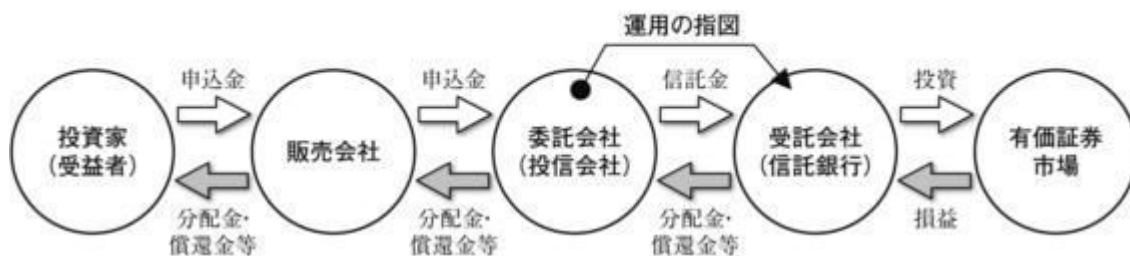 運用の指図
申込金
申込金
信託金
投資
投資家
（受益者）
販売会社
委託会社
（投信会社）
受託会社
（信託銀行）
有価証券
市場
分配金・
償還金等
分配金・
償還金等
分配金・
償還金等
損益